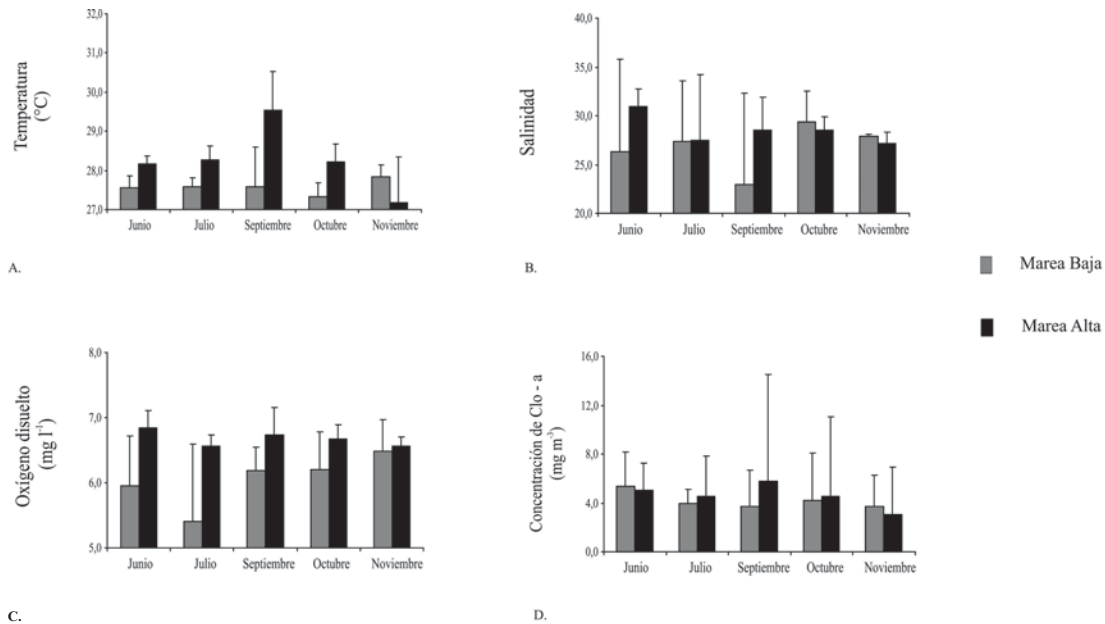 32,0
31,0
30,0
29,0
28,0
27,0
Temperatura
(°C)
Junio
Julio
Septiembre
Octubre
Noviembre
A.
40,0
35,0
30,0
25,0
20,0
Salinidad
Junio
Julio
Septiembre
Octubre
Noviembre
B.
Marea Baja
Marea Alta
8,0
7,0
6,0
5,0
Oxígeno disuelto
(mg l⁻¹)
Junio
Julio
Septiembre
Octubre
Noviembre
C.
16,0
12,0
8,0
4,0
0,0
Concentración de Clo - a
(mg m⁻³)
Junio
Julio
Septiembre
Octubre
Noviembre
D.